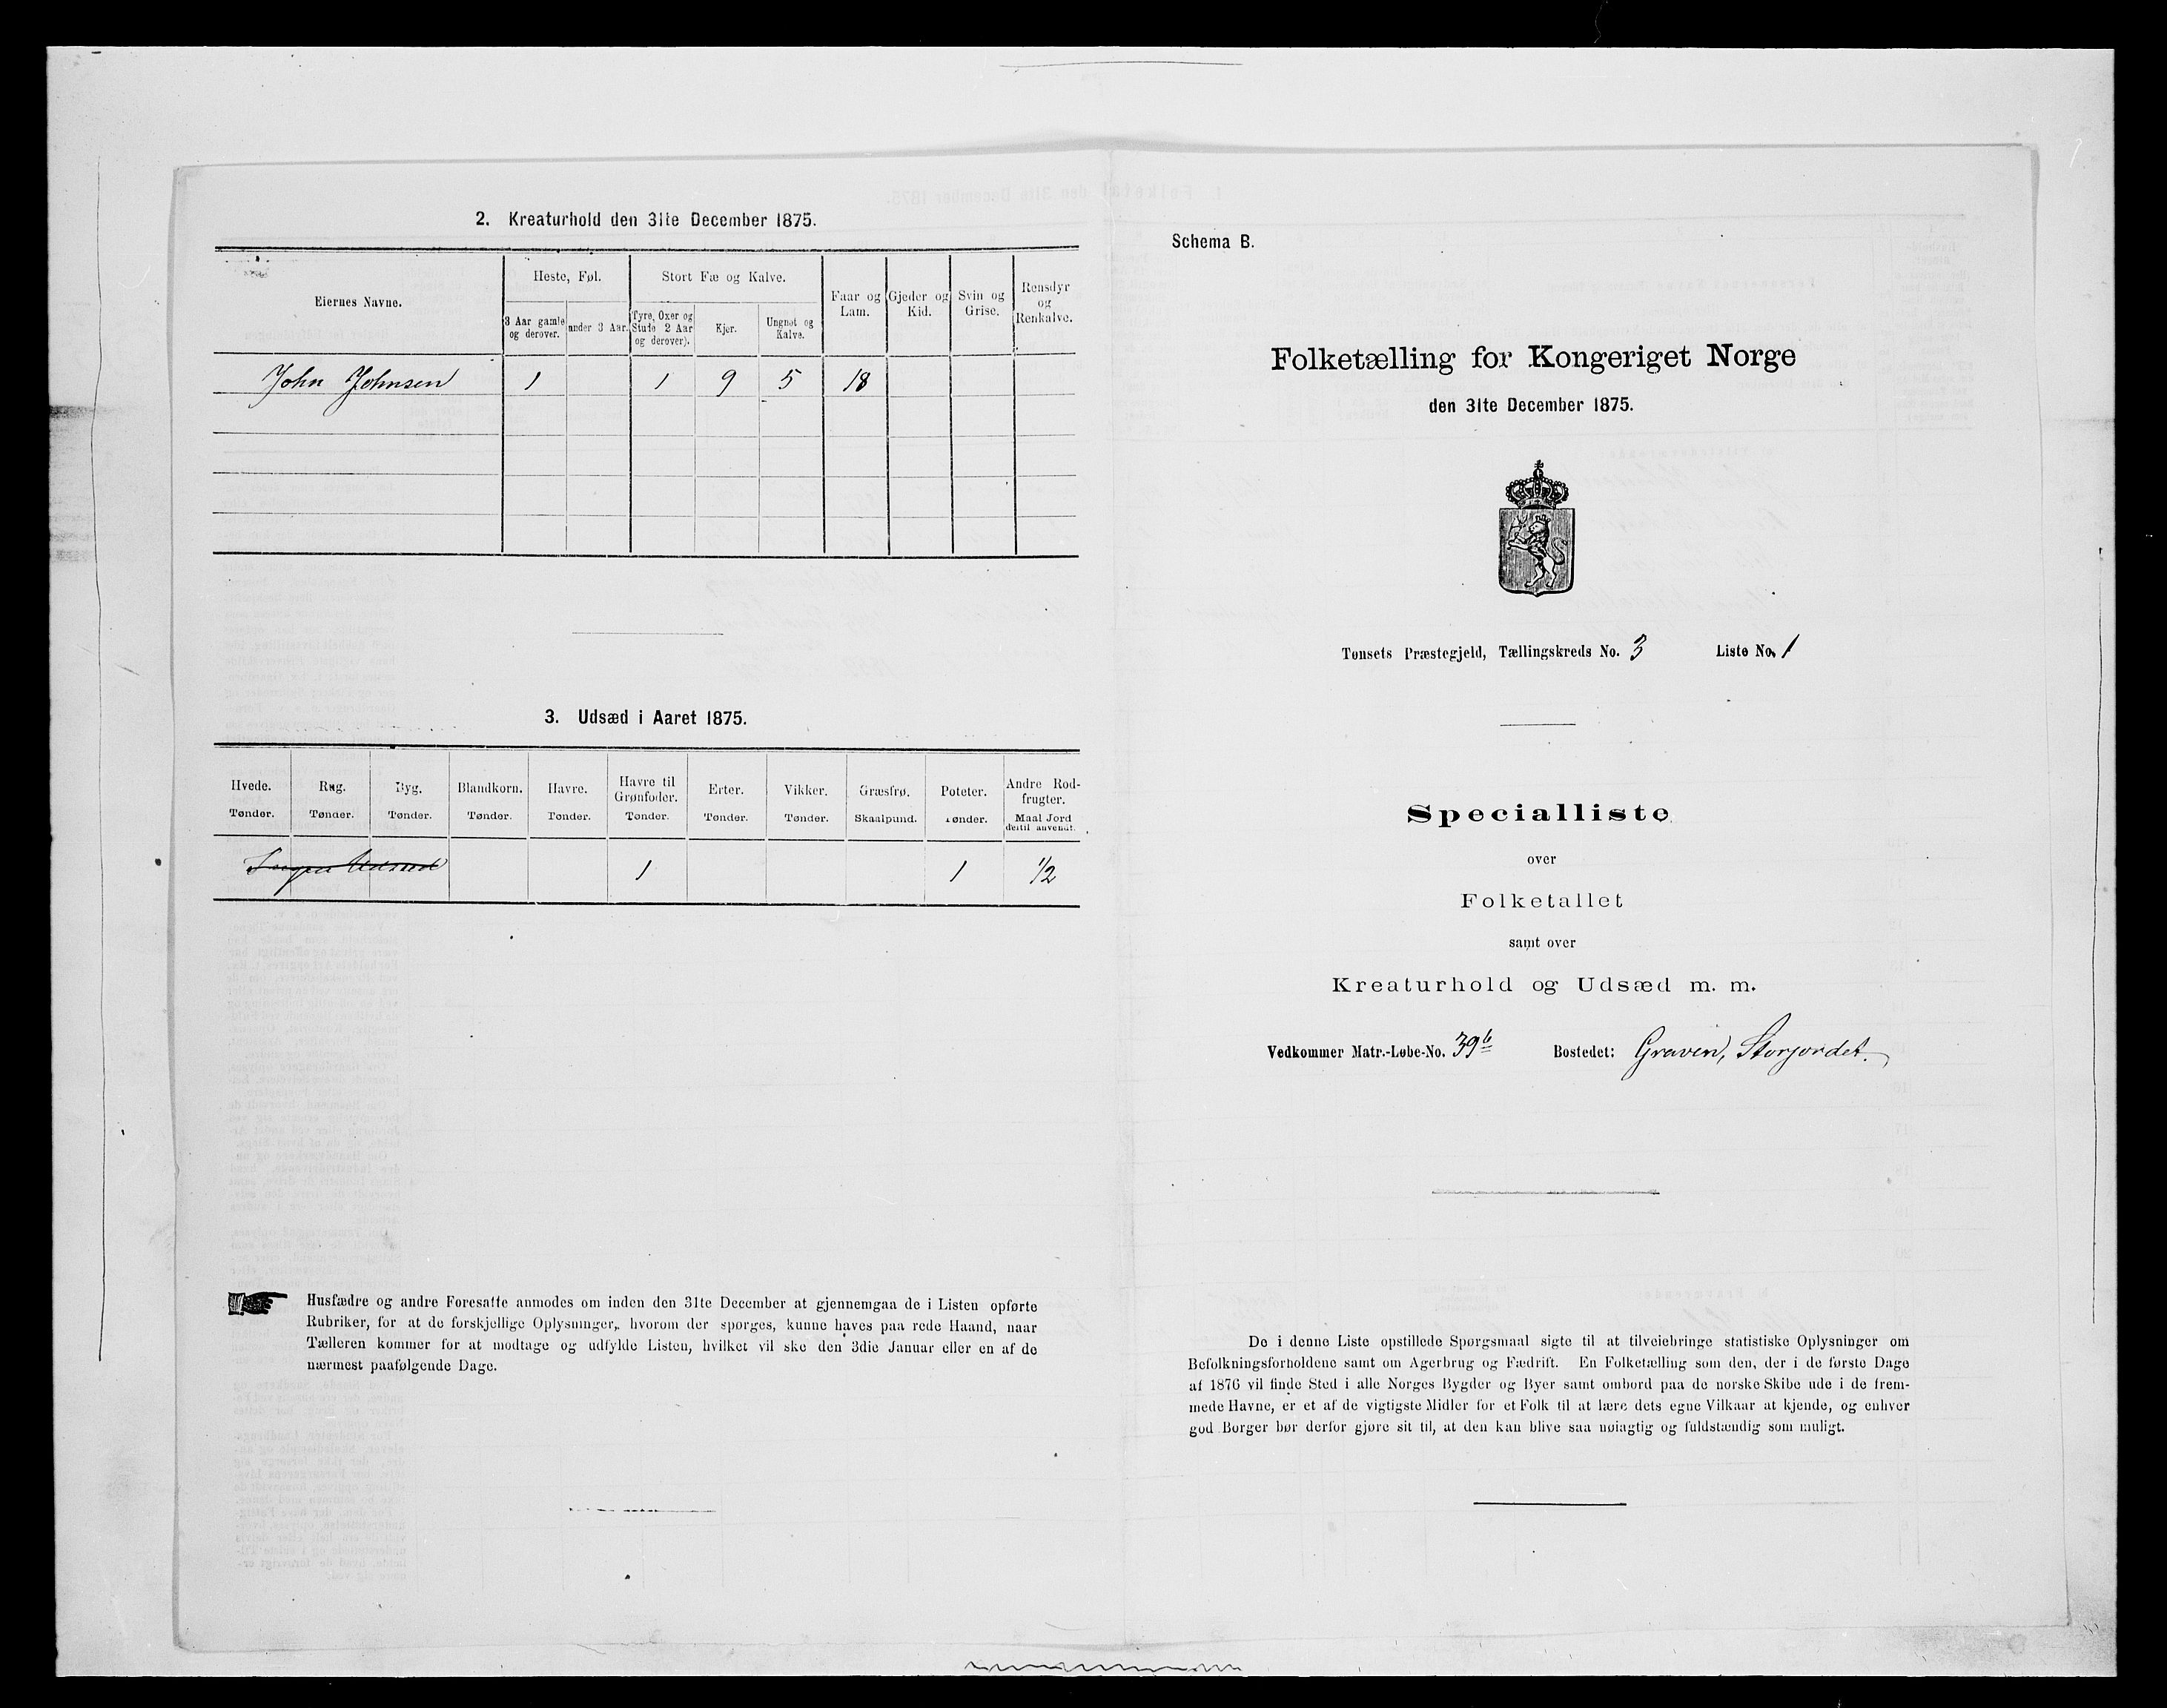 2. Kreaturhold den 31te December 1875.
Eiernes Navne.
Heste, Føl.
Stort Fæ og Kalve.
3 Aar gamle og derover.
under 3 Aar.
Tyre, Oxer og Stude 2 Aar og derover).
Kjer.
Ungnøt og Kalve.
Faar og Lam.
Gjeder og Kid.
Svin og Grise.
Rensdyr og Renkalve.
John Johnsen 1 1 9 5 18
3. Udsæd i Aaret 1875.
Hvede. Rug. Byg. Blandkorn. Havre. Havre til Grønfoder. Erter. Vikker. Græsfrø. Poteter. Andre Rodfrugter.
Tønder. Tønder. Tønder. Tønder. Tønder. Tønder. Tønder. Tønder. Skaalpund. Tønder. Maal Jord dertil anvendt.
Ingen Udsæd 1 1 1/2
Husfædre og andre Foresatte anmodes om inden den 31te December at gjennemgaa de i Listen opførte
Rubriker, for at de forskjellige Oplysninger, hvorom der spørges, kunne haves paa rede Haand, naar
Tælleren kommer for at modtage og udfylde Listen, hvilket vil ske den 3die Januar eller en af de
nærmest paafølgende Dage.
Schema B.
Folketælling for Kongeriget Norge
den 31te December 1875.
Tønsets Præstegjeld, Tællingskreds No. 3 Liste No. 1
Specialliste
over
Folketallet
samt over
Kreaturhold og Udsæd m. m.
Vedkommer Matr.-Løbe-No. 39b Bostedet: Graven, Storjordet.
De i denne Liste opstillede Spørgsmaal sigte til at tilveiebringe statistiske Oplysninger om
Befolkningsforholdene samt om Agerbrug og Fædrift. En Folketælling som den, der i de første Dage
af 1876 vil finde Sted i alle Norges Bygder og Byer samt ombord paa de norske Skibe ude i de frem-
mede Havne, er et af de vigtigste Midler for et Folk til at lære dets egne Vilkaar at kjende, og enhver
god Borger bør derfor gjøre sit til, at den kan blive saa nøiagtig og fuldstændig som muligt.